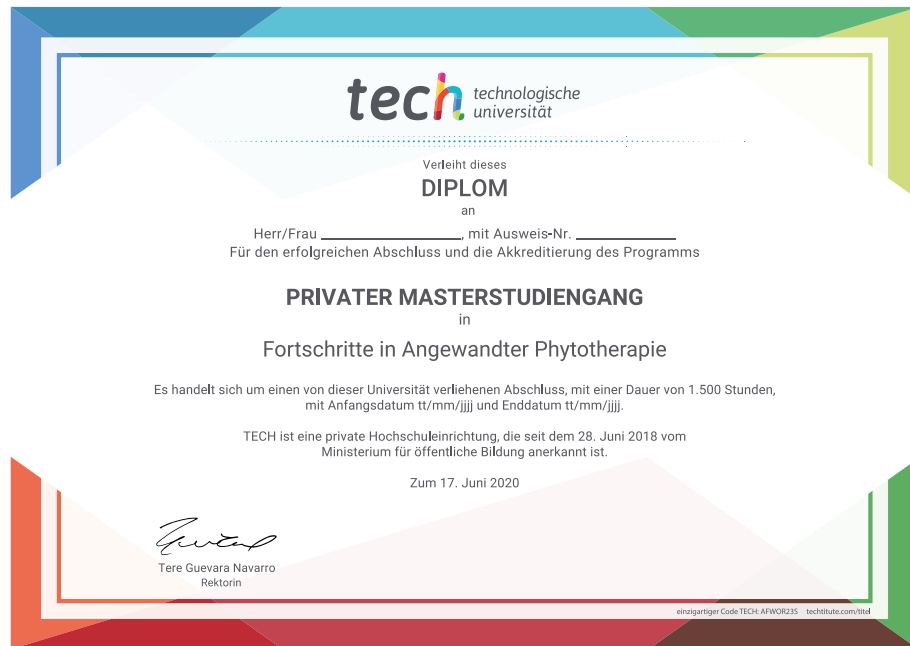 tech technologische
universität
Verleiht dieses
DIPLOM
an
Herr/Frau ____________________, mit Ausweis-Nr. ______________
Für den erfolgreichen Abschluss und die Akkreditierung des Programms
PRIVATER MASTERSTUDIENGANG
in
Fortschritte in Angewandter Phytotherapie
Es handelt sich um einen von dieser Universität verliehenen Abschluss, mit einer Dauer von 1.500 Stunden,
mit Anfangsdatum tt/mm/jjjj und Enddatum tt/mm/jjjj.
TECH ist eine private Hochschuleinrichtung, die seit dem 28. Juni 2018 vom
Ministerium für öffentliche Bildung anerkannt ist.
Zum 17. Juni 2020
Tere Guevara Navarro
Rektorin
einzigartiger Code TECH: AFWOR23S techtitute.com/titel